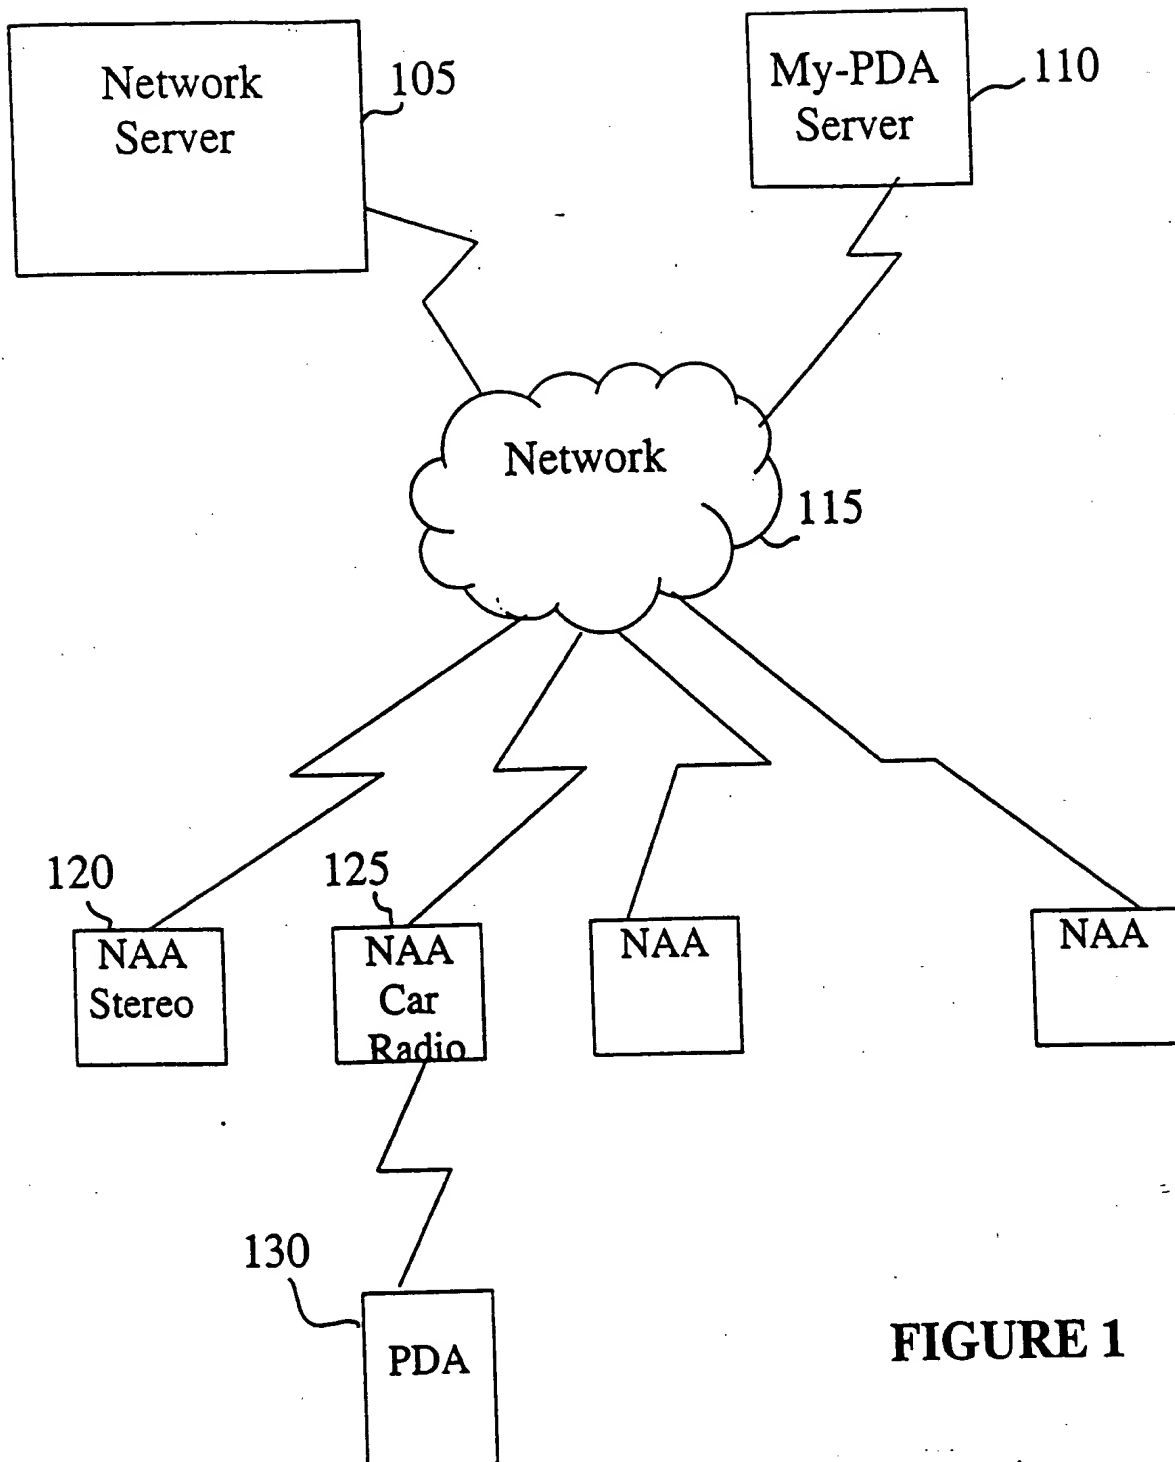 Network
Server
105
My-PDA
Server
110
Network
115
120
NAA
Stereo
125
NAA
Car
Radio
NAA
NAA
130
PDA
FIGURE 1